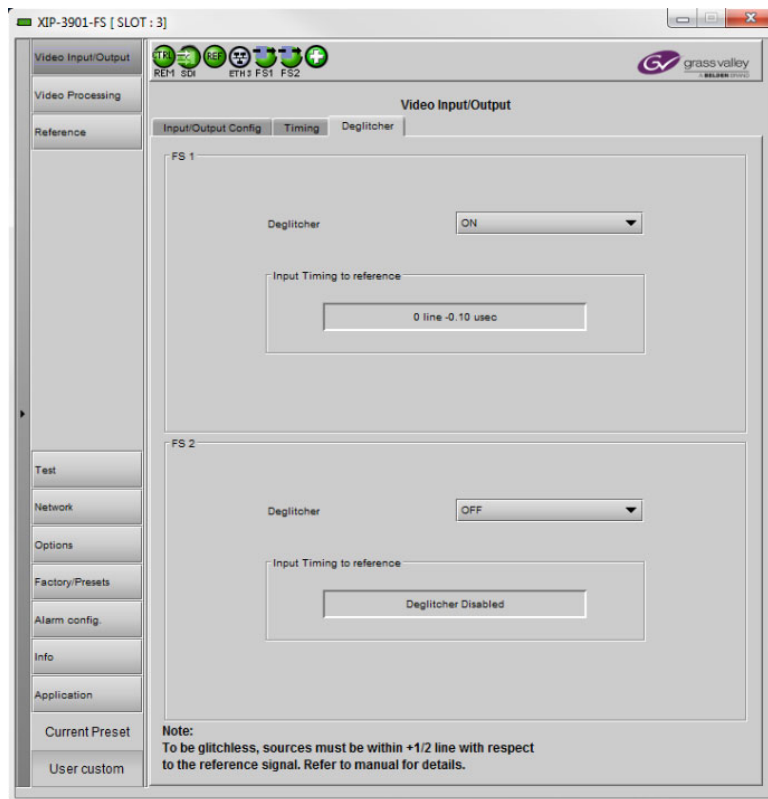 XIP-3901-FS [ SLOT : 3]
Video Input/Output
Video Processing
Reference
Test
Network
Options
Factory/Presets
Alarm config.
Info
Application
Current Preset
User custom
CTRL
REF
REM SDI ETH 3 FS1 FS2
GV grass valley
A BELDEN BRAND
Video Input/Output
Input/Output Config Timing Deglitcher
FS 1
Deglitcher ON
Input Timing to reference
0 line -0.10 usec
FS 2
Deglitcher OFF
Input Timing to reference
Deglitcher Disabled
Note:
To be glitchless, sources must be within +1/2 line with respect
to the reference signal. Refer to manual for details.